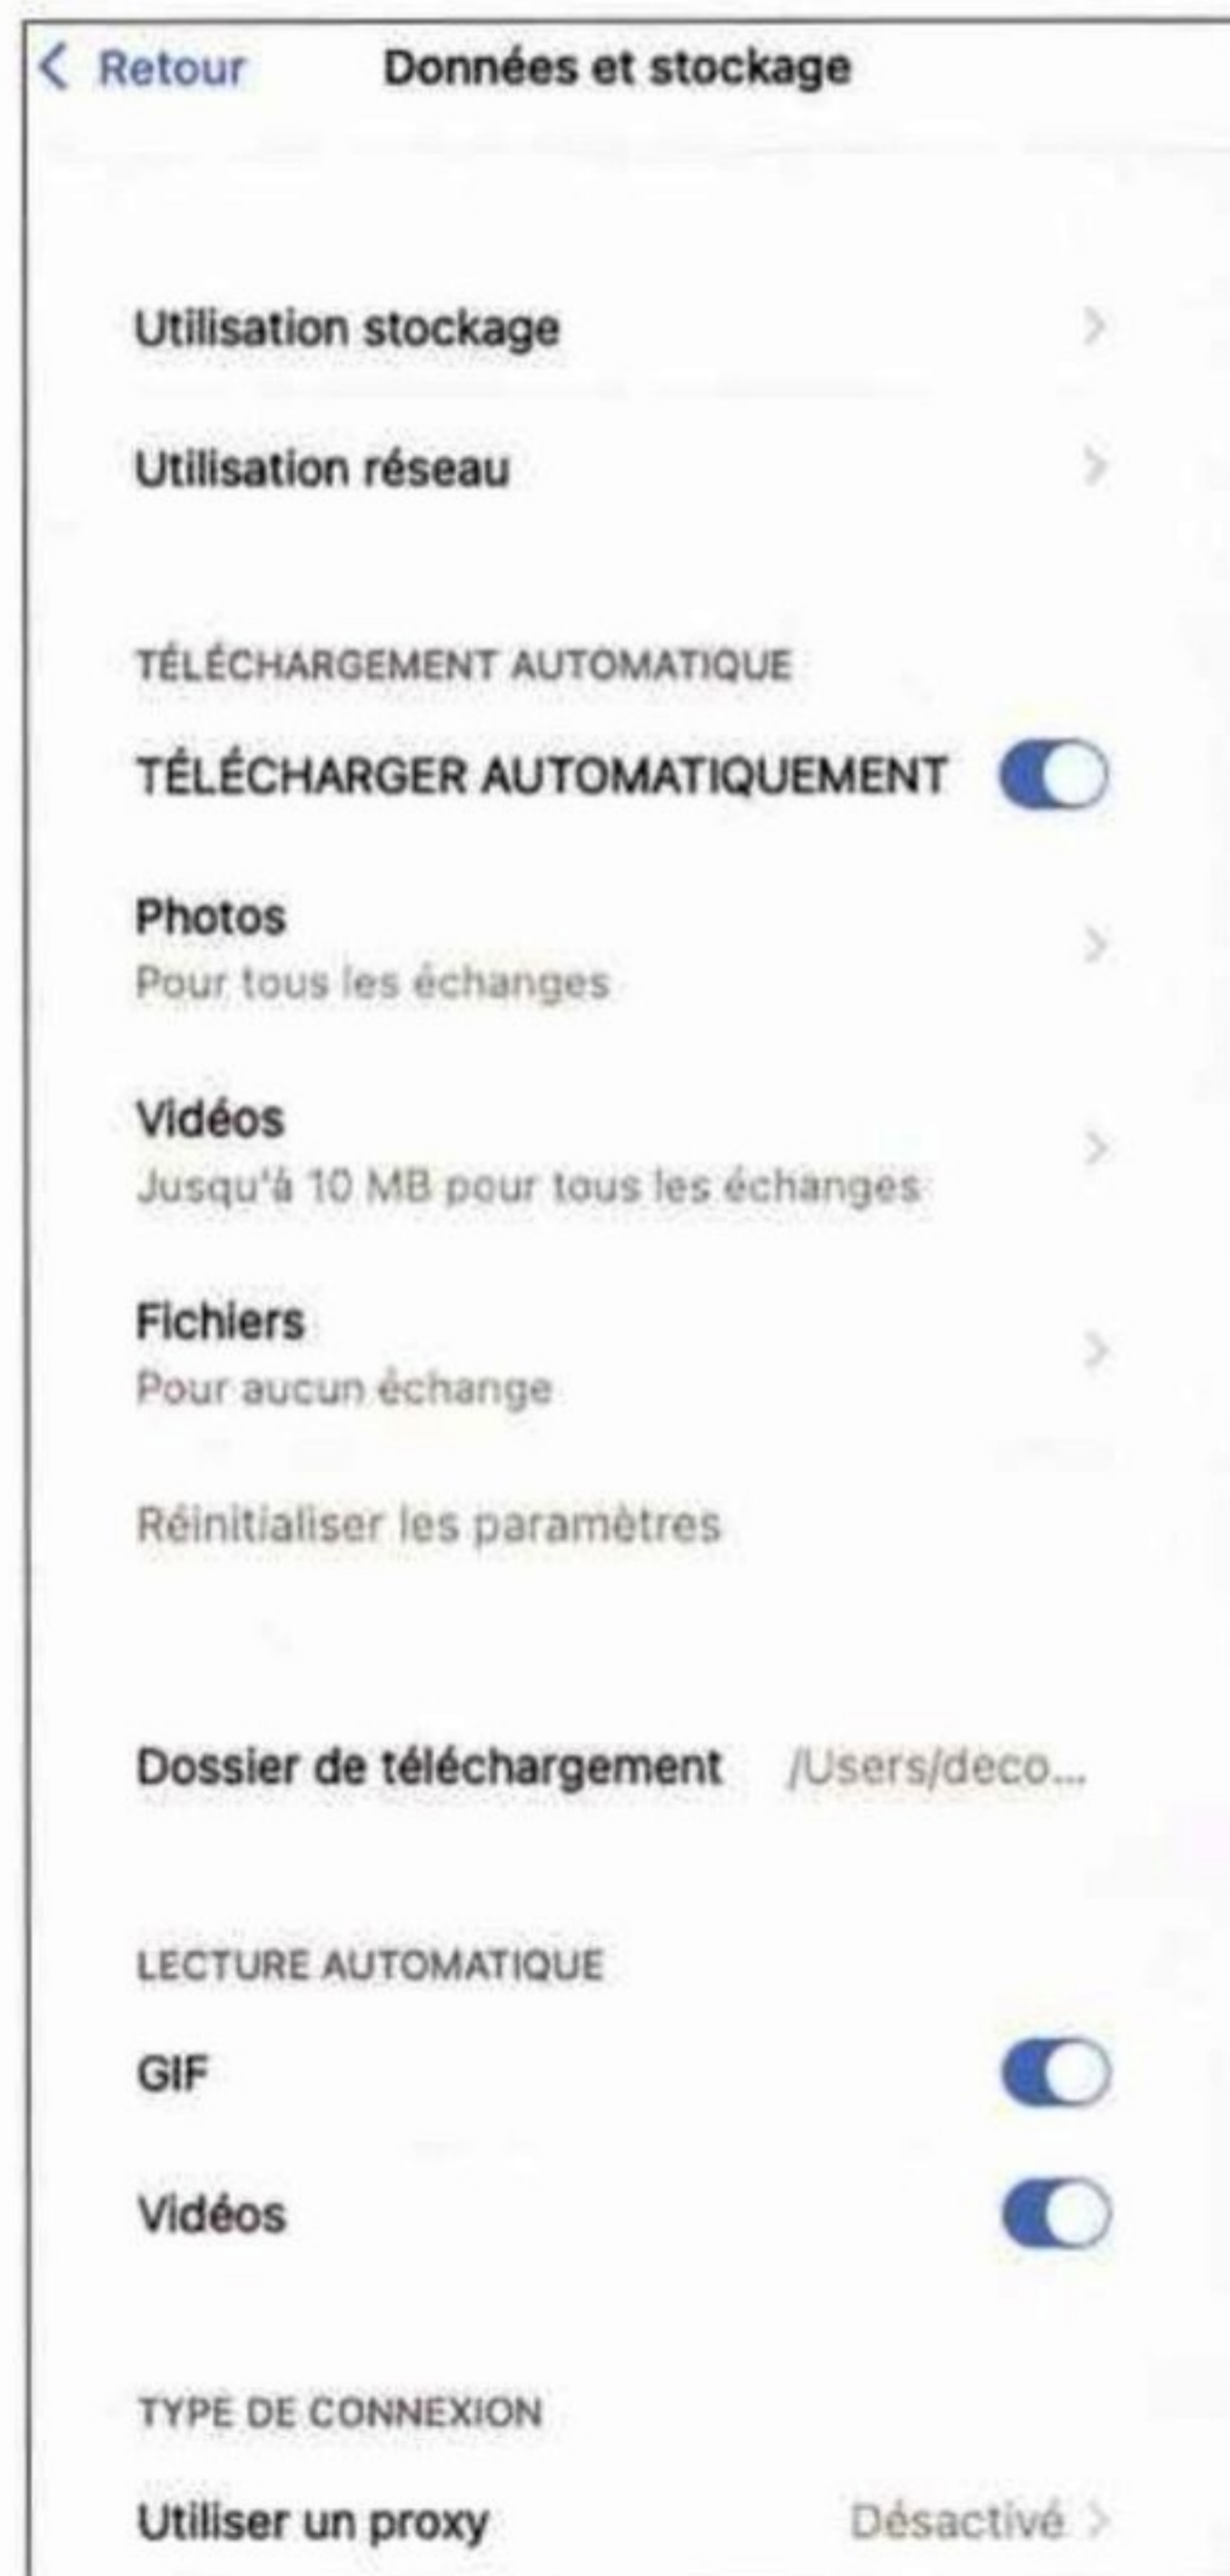 Retour Données et stockage
Utilisation stockage
Utilisation réseau
TÉLÉCHARGEMENT AUTOMATIQUE
TÉLÉCHARGER AUTOMATIQUEMENT
Photos
Pour tous les échanges
Vidéos
Jusqu'à 10 MB pour tous les échanges
Fichiers
Pour aucun échange
Réinitialiser les paramètres
Dossier de téléchargement /Users/deco...
LECTURE AUTOMATIQUE
GIF
Vidéos
TYPE DE CONNEXION
Utiliser un proxy Désactivé